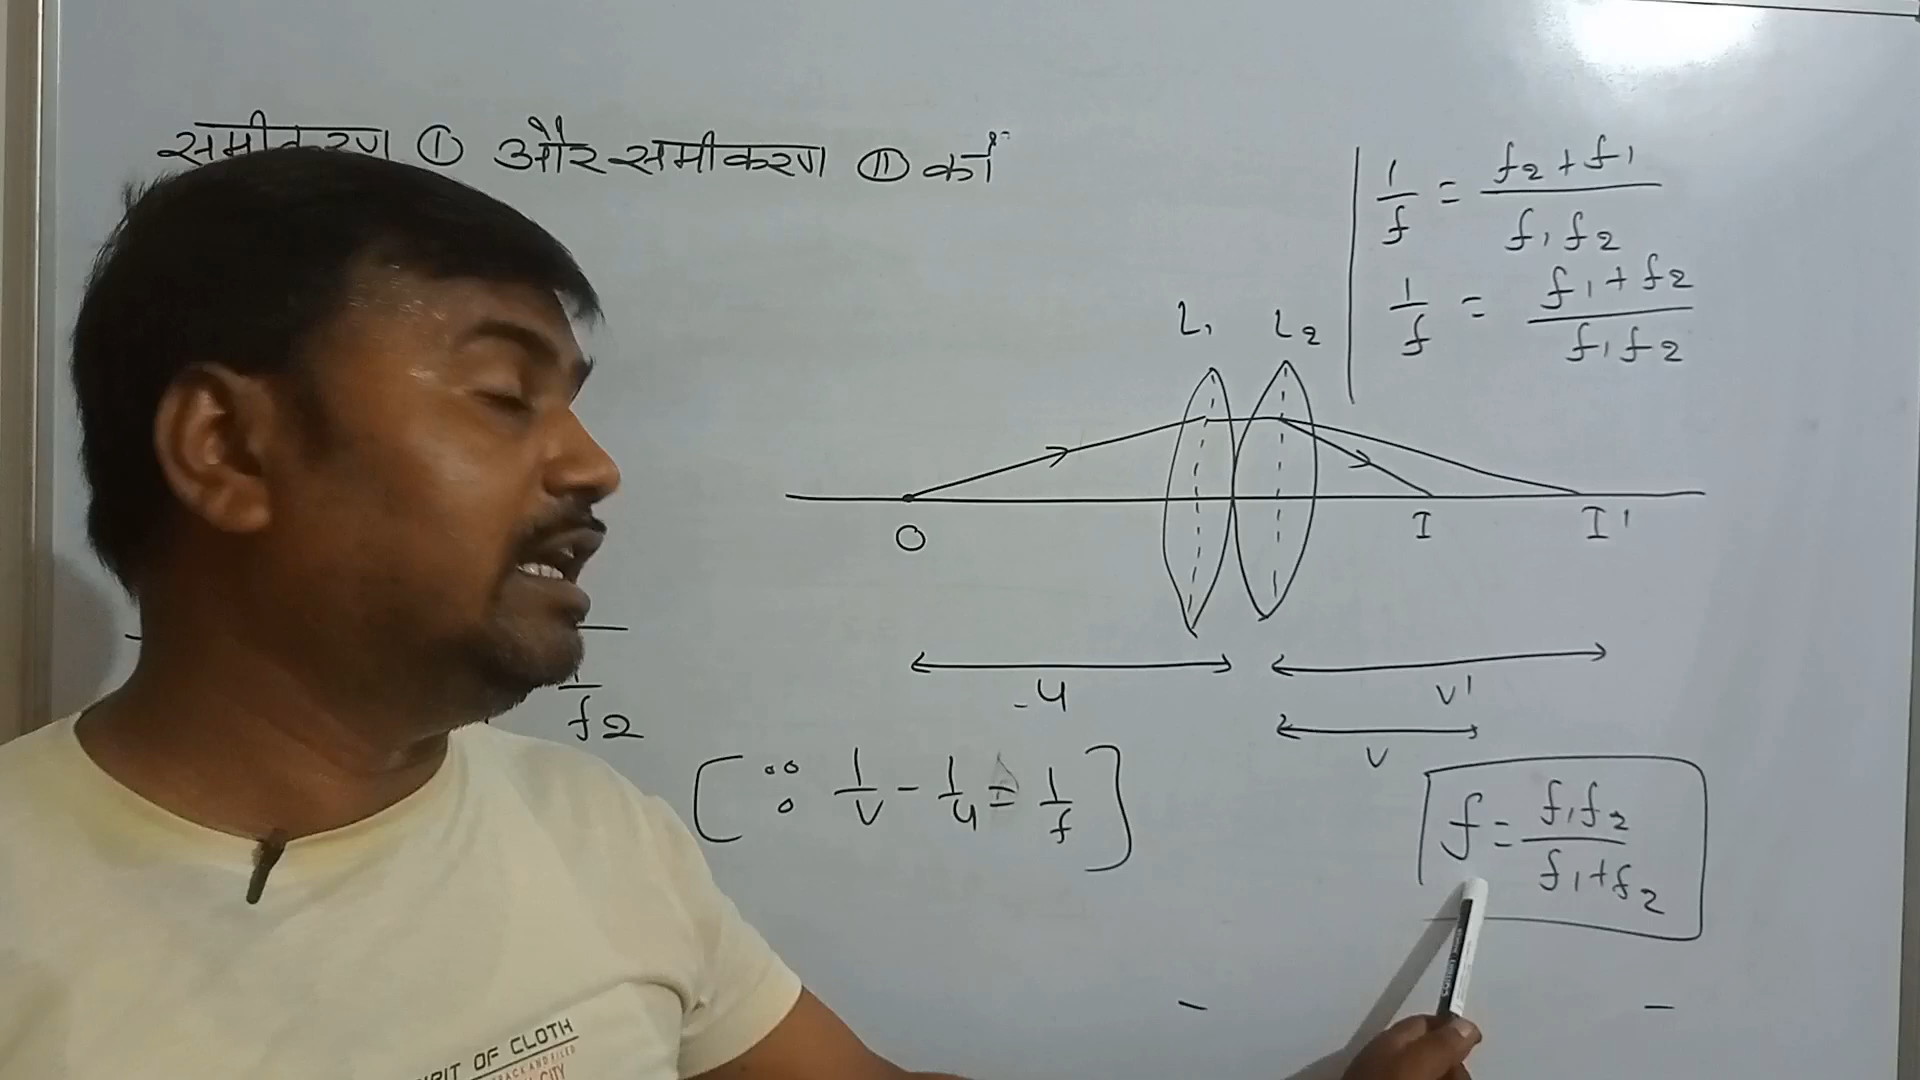 समीकरण ① और समीकरण ⑪ को
1/f = f2 + f1 / f1 f2
1/f = f1 + f2 / f1 f2
L1 L2
O I I'
-u v'
v
f2
[∵ 1/v - 1/u = 1/f]
f = f1 f2 / f1 + f2
OF CLOTH
CITY